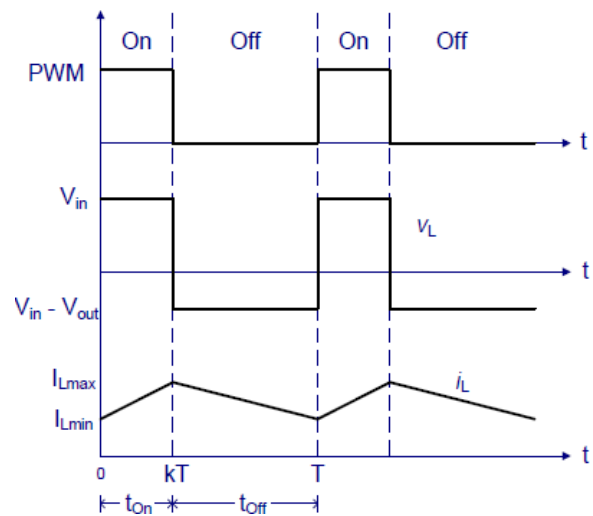 On Off On Off
PWM
t
Vin
vL
t
Vin - Vout
ILmax
iL
ILmin
t
0 kT T
tOn tOff